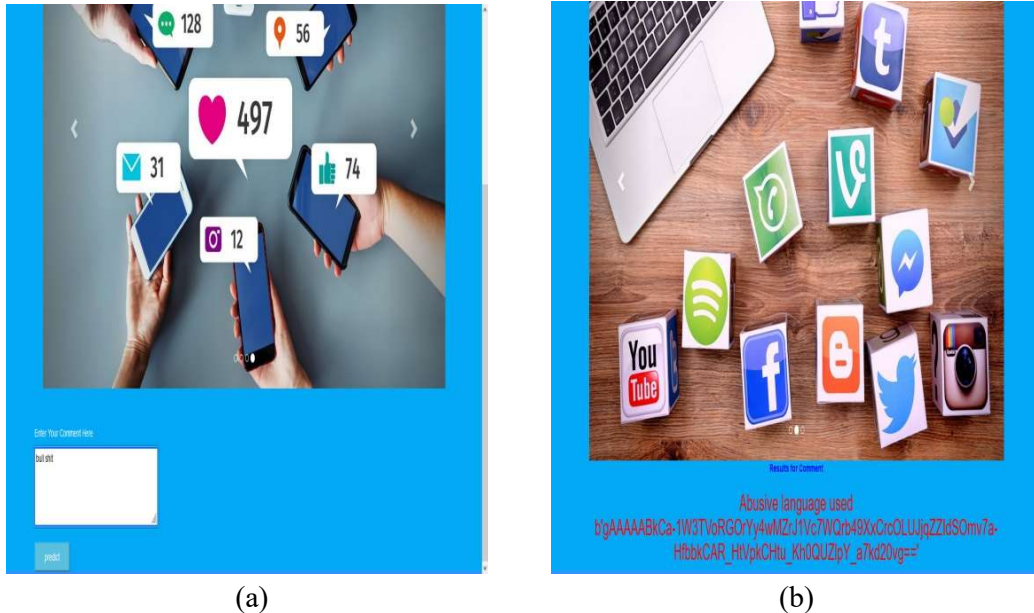 128
56
497
31
74
12
Enter Your Comment Here
bull shit
predict
(a)
t
You
Tube
f
Results for Comment
Abusive language used
b'gAAAAABkCa-1W3TVoRGOrYy4wMZrJ1Vc7WQrb49XxCrcOLUJjqZZldSOmv7a-
HfbbkCAR_HtVpkCHtu_Kh0QUZlpY_a7kd20vg=='
(b)